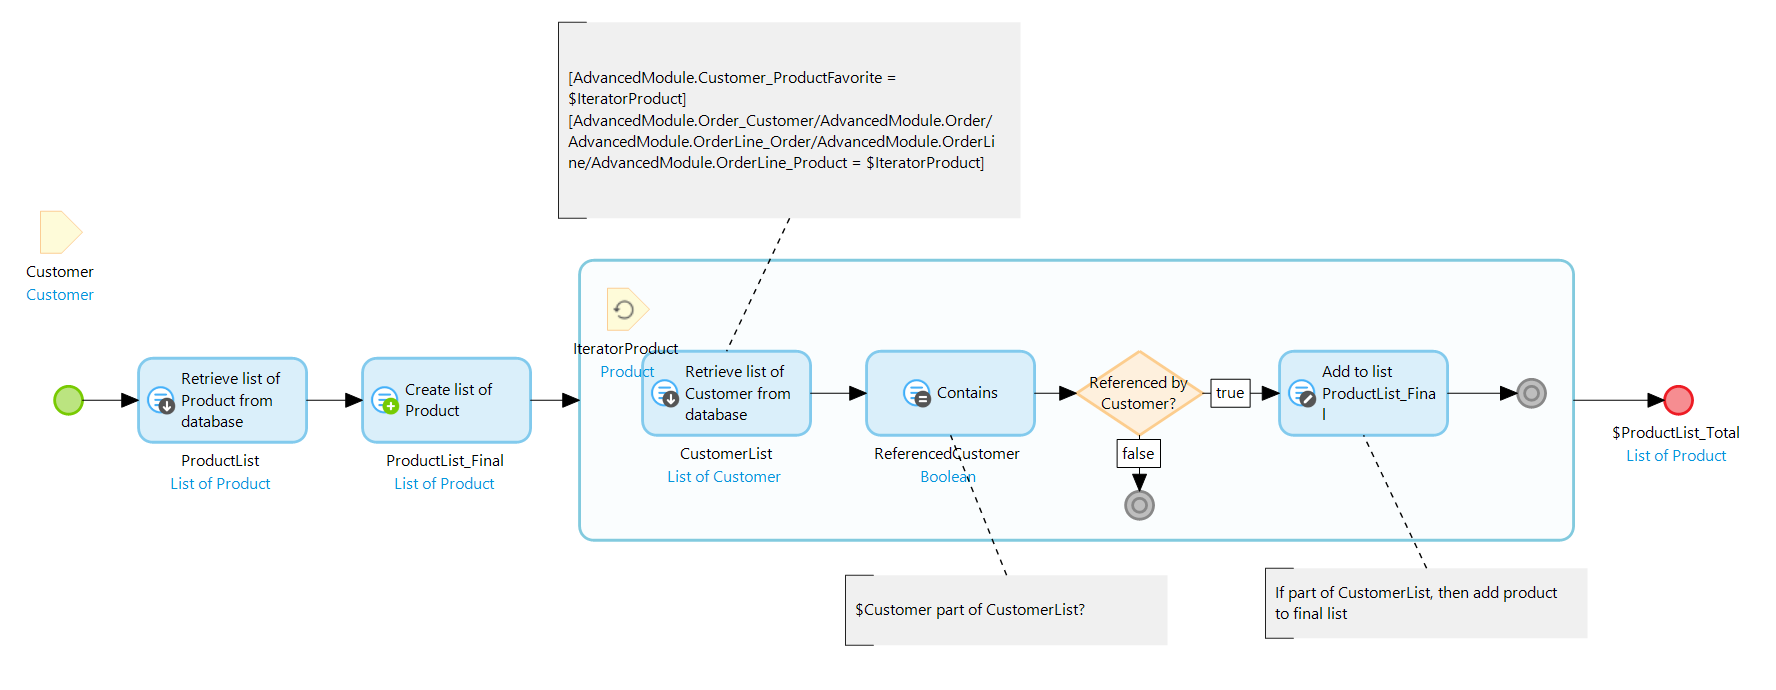 [AdvancedModule.Customer_ProductFavorite =
$IteratorProduct]
[AdvancedModule.Order_Customer/AdvancedModule.Order/
AdvancedModule.OrderLine_Order/AdvancedModule.OrderLi
ne/AdvancedModule.OrderLine_Product = $IteratorProduct]
Customer
Customer
Retrieve list of
Product from
database
ProductList
List of Product
Create list of
Product
ProductList_Final
List of Product
IteratorProduct
Product
Retrieve list of
Customer from
database
CustomerList
List of Customer
Contains
ReferencedCustomer
Boolean
Referenced by
Customer?
true
false
Add to list
ProductList_Fina
l
$ProductList_Total
List of Product
$Customer part of CustomerList?
If part of CustomerList, then add product
to final list